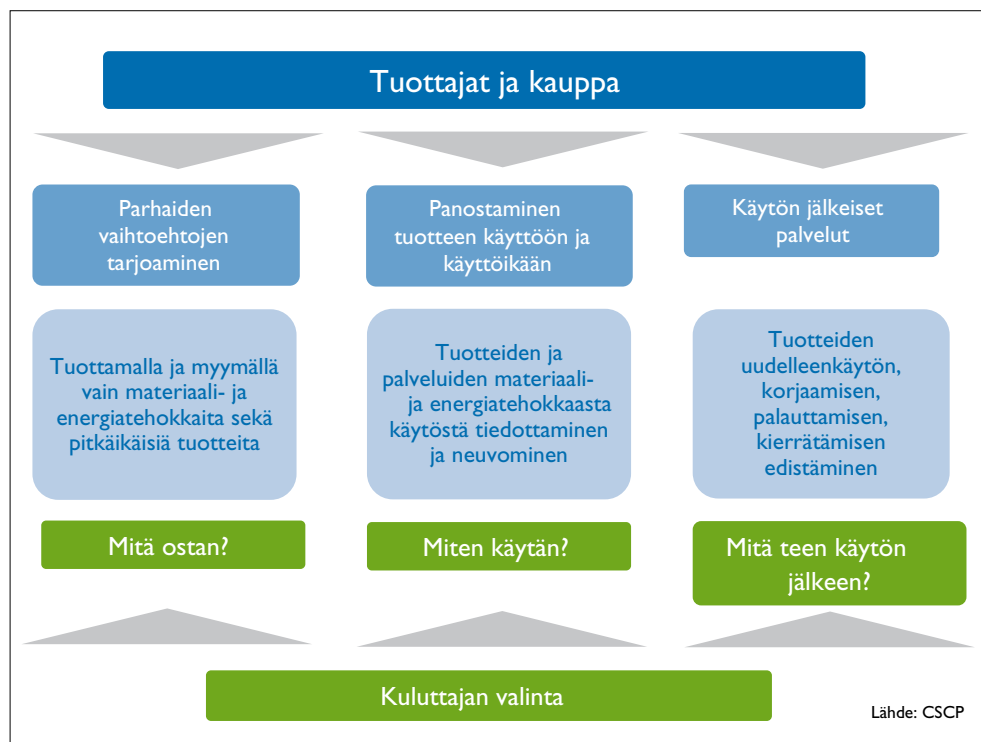 Tuottajat ja kauppa
Parhaiden
vaihtoehtojen
tarjoaminen
Panostaminen
tuotteen käyttöön ja
käyttöikään
Käytön jälkeiset
palvelut
Tuottamalla ja myymällä
vain materiaali- ja
energiatehokkaita sekä
pitkäikäisiä tuotteita
Tuotteiden ja
palveluiden materiaali-
ja energiatehokkaasta
käytöstä tiedottaminen
ja neuvominen
Tuotteiden
uudelleenkäytön,
korjaamisen,
palauttamisen,
kierrätämisen
edistäminen
Mitä ostan?
Miten käytän?
Mitä teen käytön
jälkeen?
Kuluttajan valinta
Lähde: CSCP